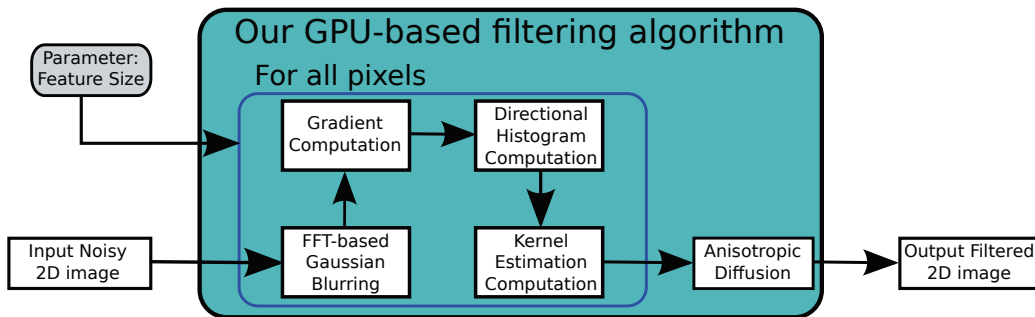 Our GPU-based filtering algorithm
Parameter:
Feature Size
For all pixels
Gradient
Computation
Directional
Histogram
Computation
Input Noisy
2D image
FFT-based
Gaussian
Blurring
Kernel
Estimation
Computation
Anisotropic
Diffusion
Output Filtered
2D image